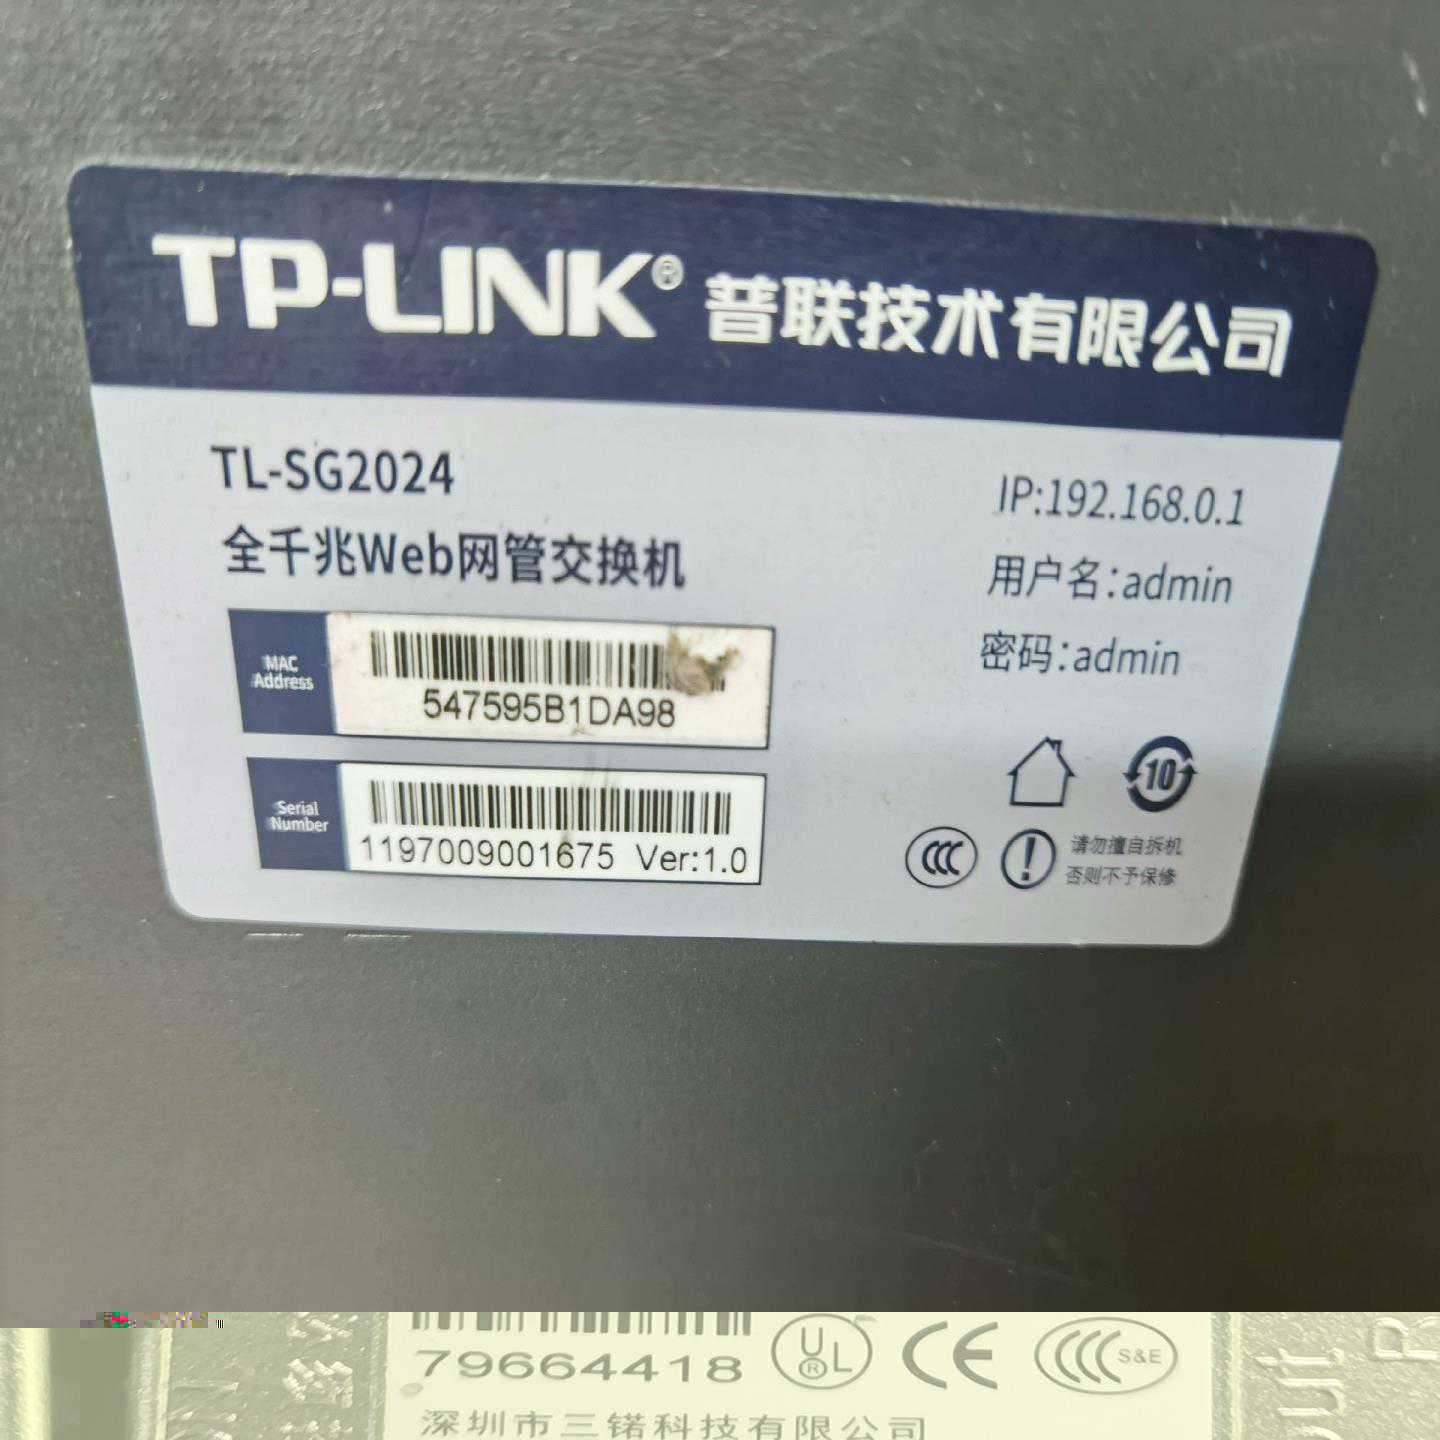 TP-LINK® 普联技术有限公司
TL-SG2024
全千兆Web网管交换机
IP:192.168.0.1
用户名:admin
密码:admin
MAC
Address
547595B1DA98
Serial
Number
1197009001675 Ver:1.0
10
CCC
请勿擅自拆机
否则不予保修
79664418
UL
®
CE
CCC S&E
深圳市三锘科技有限公司